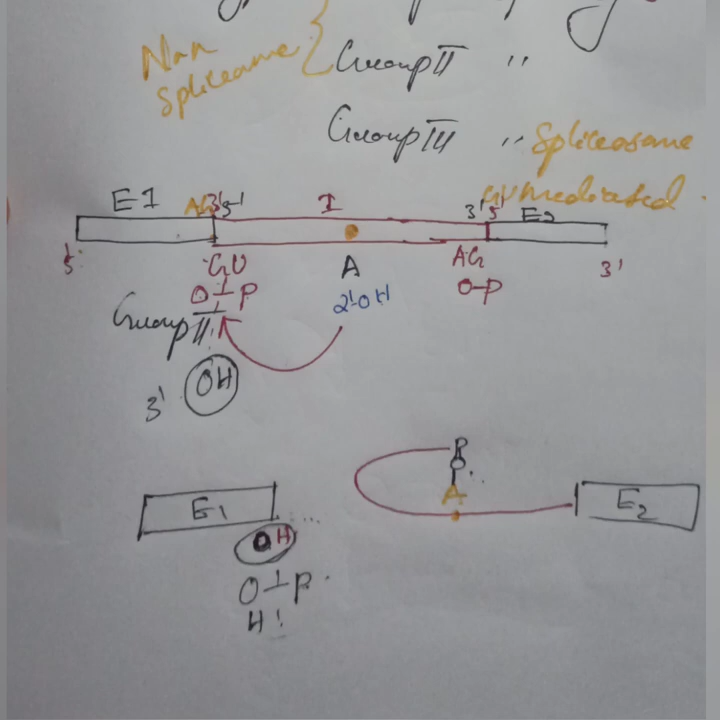 Non Spliceome
Group II "
Group III " Spliceosome mediated.
E1 AG 3' 5' I 3' 5' E2
5' GU A AG 3'
O-P 2'-OH O-P
Group II
3' OH
P
O
A
E1 E2
OH
O-P
H